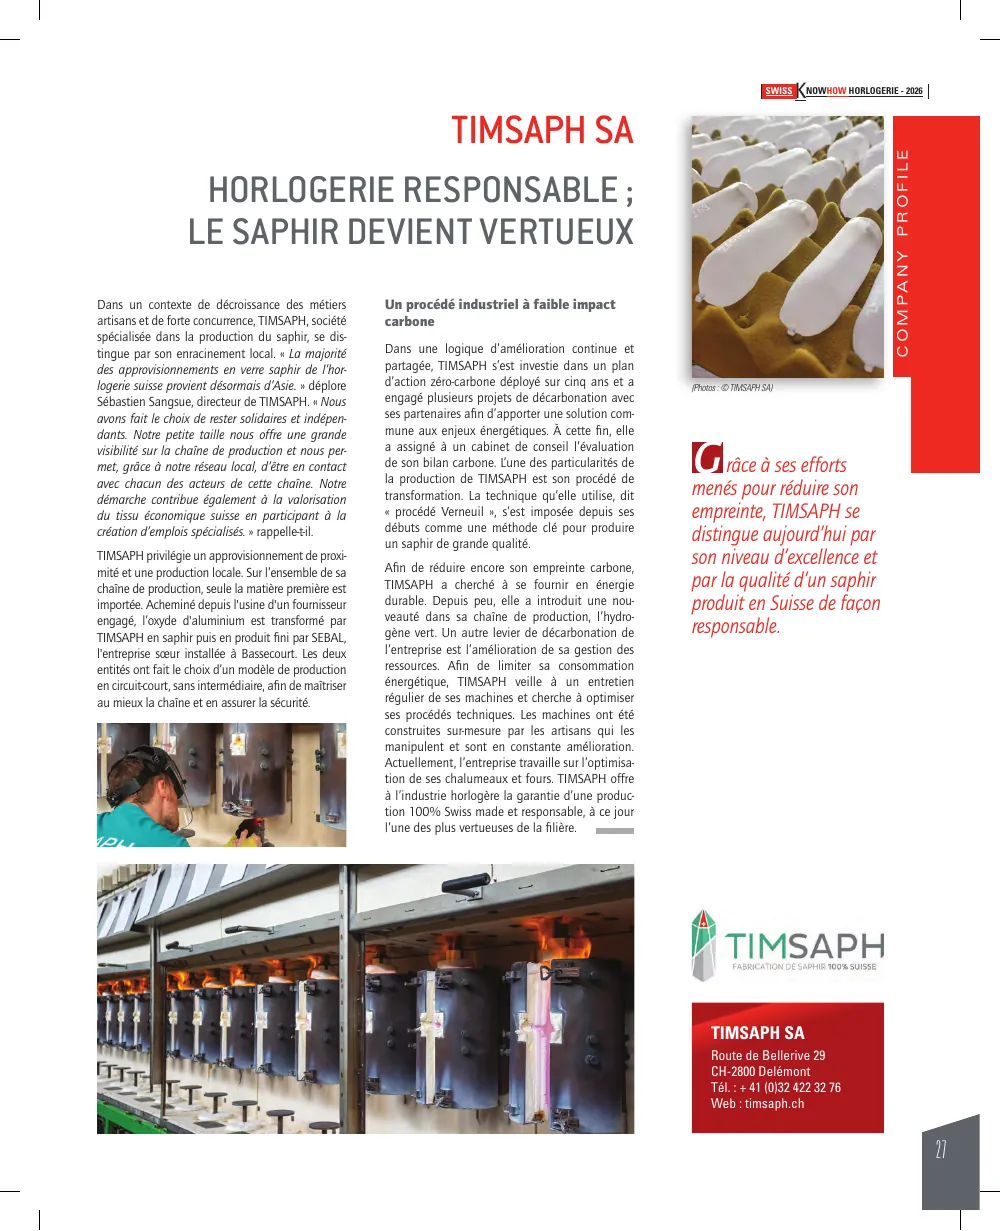 SWISS KNOWHOW HORLOGERIE - 2026
TIMSAPH SA
HORLOGERIE RESPONSABLE ;
LE SAPHIR DEVIENT VERTUEUX
COMPANY PROFILE
Dans un contexte de décroissance des métiers
artisans et de forte concurrence, TIMSAPH, société
spécialisée dans la production du saphir, se dis-
tingue par son enracinement local. « La majorité
des approvisionnements en verre saphir de l'hor-
logerie suisse provient désormais d'Asie. » déplore
Sébastien Sangsue, directeur de TIMSAPH. « Nous
avons fait le choix de rester solidaires et indépen-
dants. Notre petite taille nous offre une grande
visibilité sur la chaîne de production et nous per-
met, grâce à notre réseau local, d'être en contact
avec chacun des acteurs de cette chaîne. Notre
démarche contribue également à la valorisation
du tissu économique suisse en participant à la
création d'emplois spécialisés. » rappelle-t-il.
TIMSAPH privilégie un approvisionnement de proxi-
mité et une production locale. Sur l'ensemble de sa
chaîne de production, seule la matière première est
importée. Acheminé depuis l'usine d'un fournisseur
engagé, l'oxyde d'aluminium est transformé par
TIMSAPH en saphir puis en produit fini par SEBAL,
l'entreprise sœur installée à Bassecourt. Les deux
entités ont fait le choix d'un modèle de production
en circuit-court, sans intermédiaire, afin de maîtriser
au mieux la chaîne et en assurer la sécurité.
Un procédé industriel à faible impact
carbone
Dans une logique d'amélioration continue et
partagée, TIMSAPH s'est investie dans un plan
d'action zéro-carbone déployé sur cinq ans et a
engagé plusieurs projets de décarbonation avec
ses partenaires afin d'apporter une solution com-
mune aux enjeux énergétiques. À cette fin, elle
a assigné à un cabinet de conseil l'évaluation
de son bilan carbone. L'une des particularités de
la production de TIMSAPH est son procédé de
transformation. La technique qu'elle utilise, dit
« procédé Verneuil », s'est imposée depuis ses
débuts comme une méthode clé pour produire
un saphir de grande qualité.
Afin de réduire encore son empreinte carbone,
TIMSAPH a cherché à se fournir en énergie
durable. Depuis peu, elle a introduit une nou-
veauté dans sa chaîne de production, l'hydro-
gène vert. Un autre levier de décarbonation de
l'entreprise est l'amélioration de sa gestion des
ressources. Afin de limiter sa consommation
énergétique, TIMSAPH veille à un entretien
régulier de ses machines et cherche à optimiser
ses procédés techniques. Les machines ont été
construites sur-mesure par les artisans qui les
manipulent et sont en constante amélioration.
Actuellement, l'entreprise travaille sur l'optimisa-
tion de ses chalumeaux et fours. TIMSAPH offre
à l'industrie horlogère la garantie d'une produc-
tion 100% Swiss made et responsable, à ce jour
l'une des plus vertueuses de la filière.
(Photos : © TIMSAPH SA)
Grâce à ses efforts
menés pour réduire son
empreinte, TIMSAPH se
distingue aujourd'hui par
son niveau d'excellence et
par la qualité d'un saphir
produit en Suisse de façon
responsable.
TIMSAPH
FABRICATION DE SAPHIR 100% SUISSE
TIMSAPH SA
Route de Bellerive 29
CH-2800 Delémont
Tél. : + 41 (0)32 422 32 76
Web : timsaph.ch
27